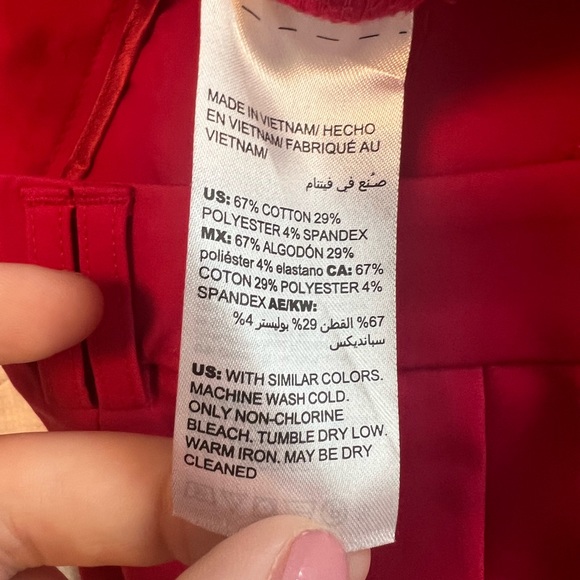 MADE IN VIETNAM/ HECHO
EN VIETNAM/ FABRIQUÉ AU
VIETNAM/
صنع في فيتنام
US: 67% COTTON 29%
POLYESTER 4% SPANDEX
MX: 67% ALGODÓN 29%
poliéster 4% elastano CA: 67%
COTON 29% POLYESTER 4%
SPANDEX AE/KW:
67% القطن 29% بوليستر 4%
سبانديكس
US: WITH SIMILAR COLORS.
MACHINE WASH COLD.
ONLY NON-CHLORINE
BLEACH. TUMBLE DRY LOW.
WARM IRON. MAY BE DRY
CLEANED